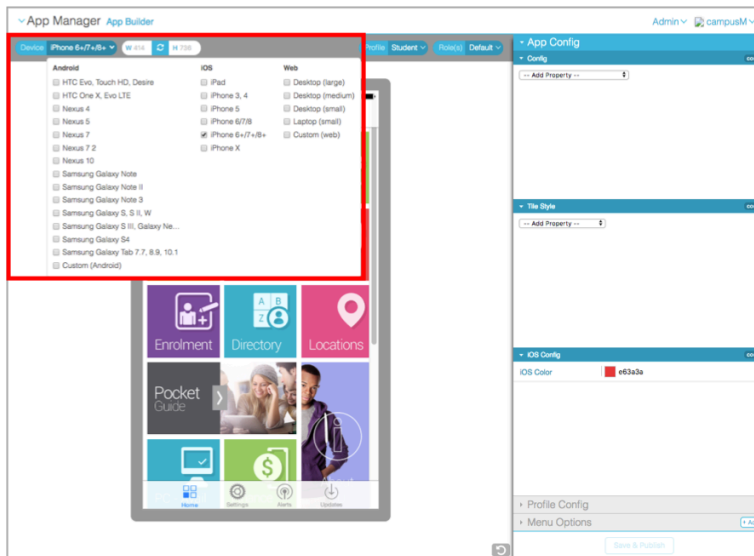 App Manager App Builder
Admin
campusM
Device iPhone 6+/7+/8+ W 414 H 736
Profile Student Role(s) Default
Android
HTC Evo, Touch HD, Desire
HTC One X, Evo LTE
Nexus 4
Nexus 5
Nexus 7
Nexus 7 2
Nexus 10
Samsung Galaxy Note
Samsung Galaxy Note II
Samsung Galaxy Note 3
Samsung Galaxy S, S II, W
Samsung Galaxy S III, Galaxy Ne...
Samsung Galaxy S4
Samsung Galaxy Tab 7.7, 8.9, 10.1
Custom (Android)
iOS
iPad
iPhone 3, 4
iPhone 5
iPhone 6/7/8
iPhone 6+/7+/8+
iPhone X
Web
Desktop (large)
Desktop (medium)
Desktop (small)
Laptop (small)
Custom (web)
Enrolment
A B
Z
Directory
Locations
Pocket
Guide
Home
Settings
Alerts
Updates
App Config
Config
-- Add Property --
Tile Style
-- Add Property --
iOS Config
iOS Color e63a3a
Profile Config
Menu Options
Save & Publish